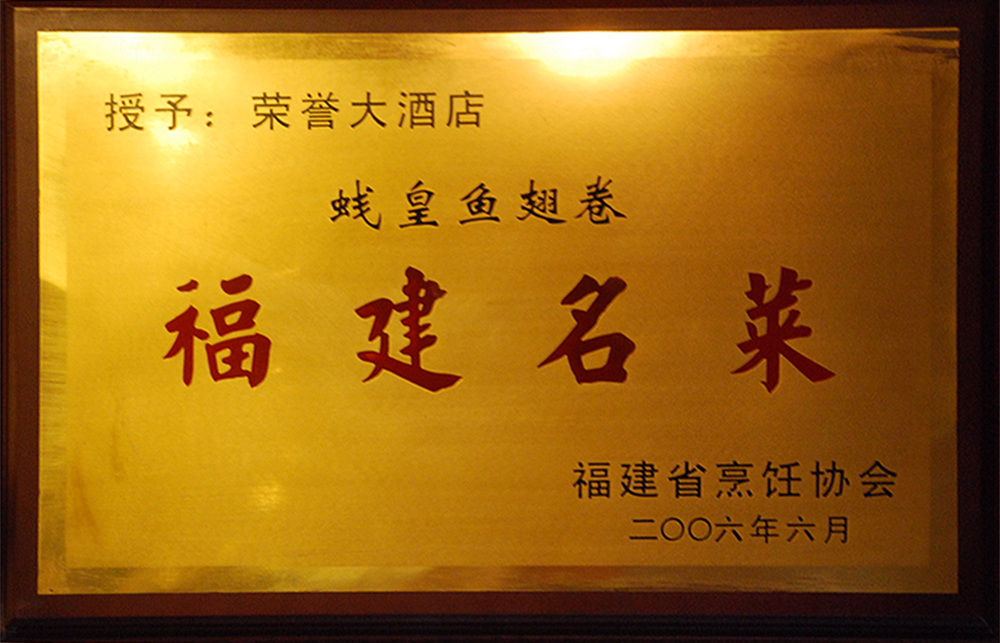 授予：荣誉大酒店
蛂皇鱼翅卷
福建名菜
福建省烹饪协会
二〇〇六年六月